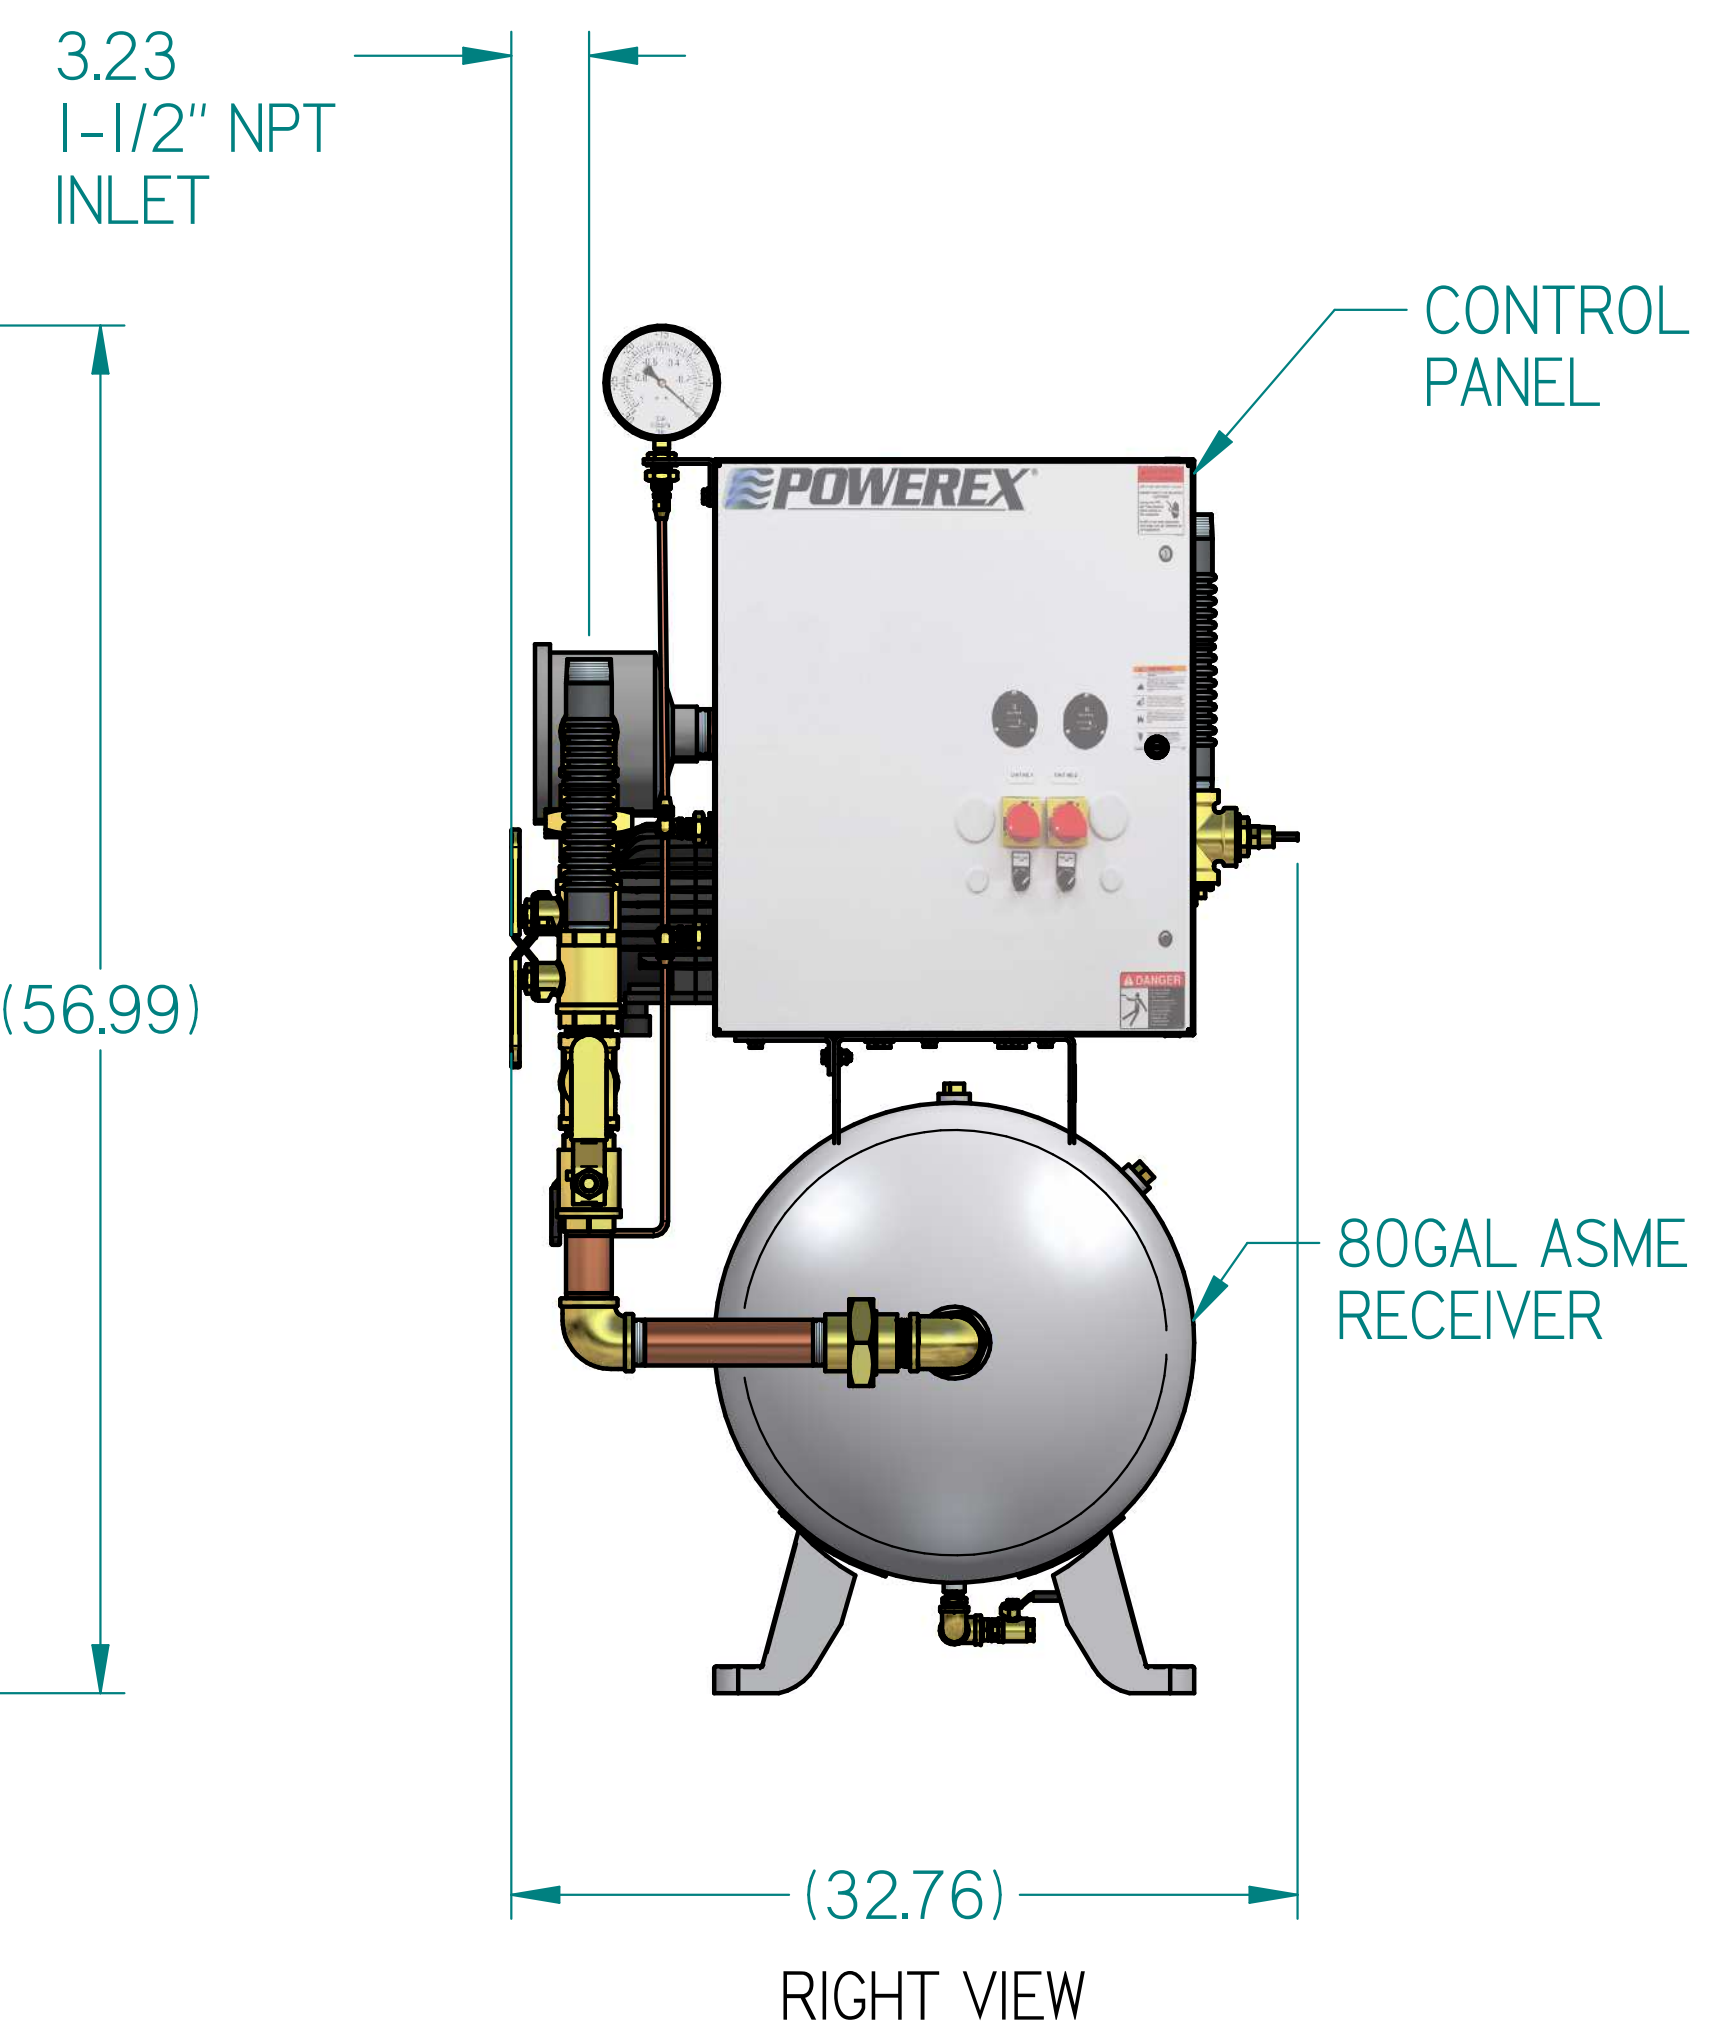 3.23
1-1/2" NPT
INLET
CONTROL
PANEL
POWEREX®
DANGER
(56.99)
80GAL ASME
RECEIVER
(32.76)
RIGHT VIEW